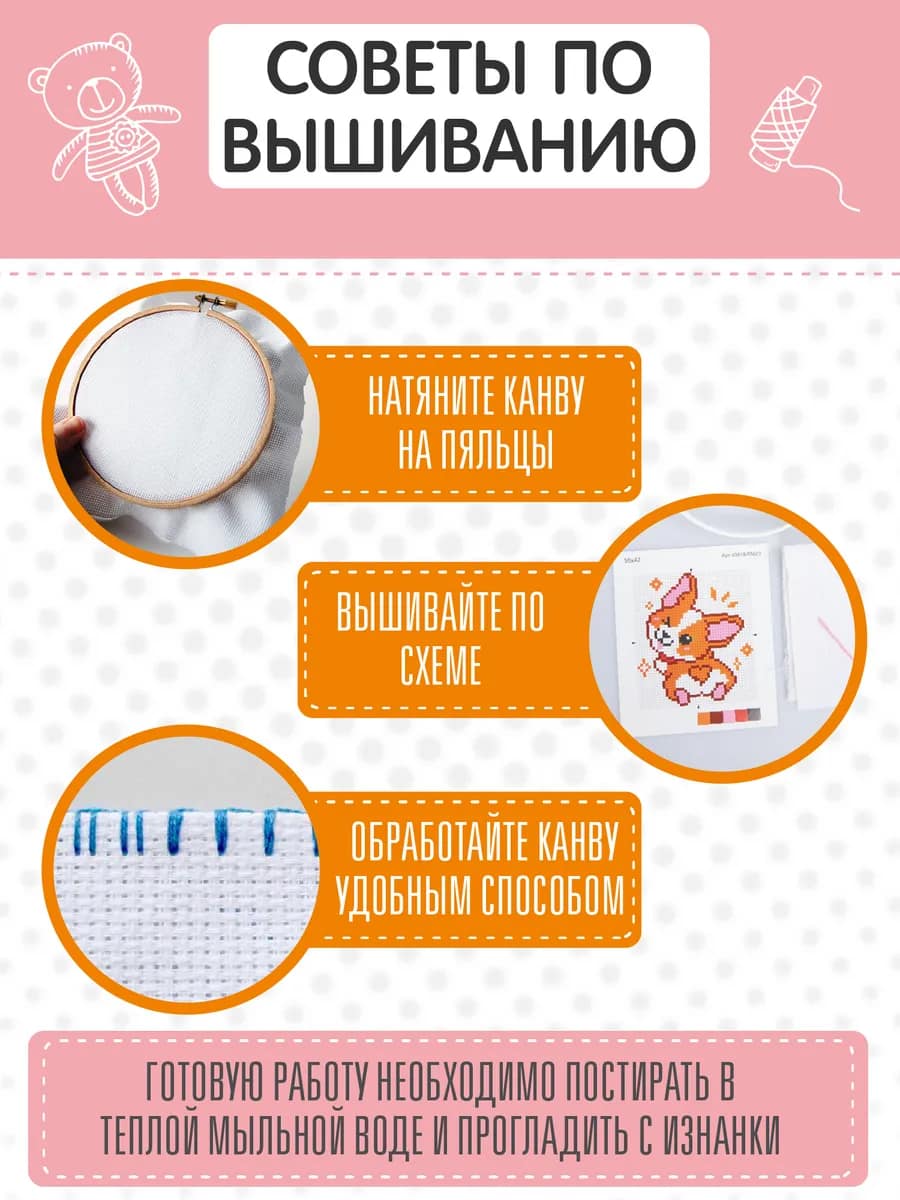 СОВЕТЫ ПО
ВЫШИВАНИЮ
НАТЯНИТЕ КАНВУ
НА ПЯЛЬЦЫ
ВЫШИВАЙТЕ ПО
СХЕМЕ
ОБРАБОТАЙТЕ КАНВУ
УДОБНЫМ СПОСОБОМ
ГОТОВУЮ РАБОТУ НЕОБХОДИМО ПОСТИРАТЬ В
ТЕПЛОЙ МЫЛЬНОЙ ВОДЕ И ПРОГЛАДИТЬ С ИЗНАНКИ